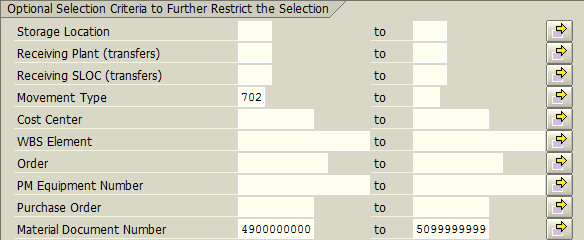 Optional Selection Criteria to Further Restrict the Selection
Storage Location to
Receiving Plant (transfers) to
Receiving SLOC (transfers) to
Movement Type 702 to
Cost Center to
WBS Element to
Order to
PM Equipment Number to
Purchase Order to
Material Document Number 4900000000 to 5099999999